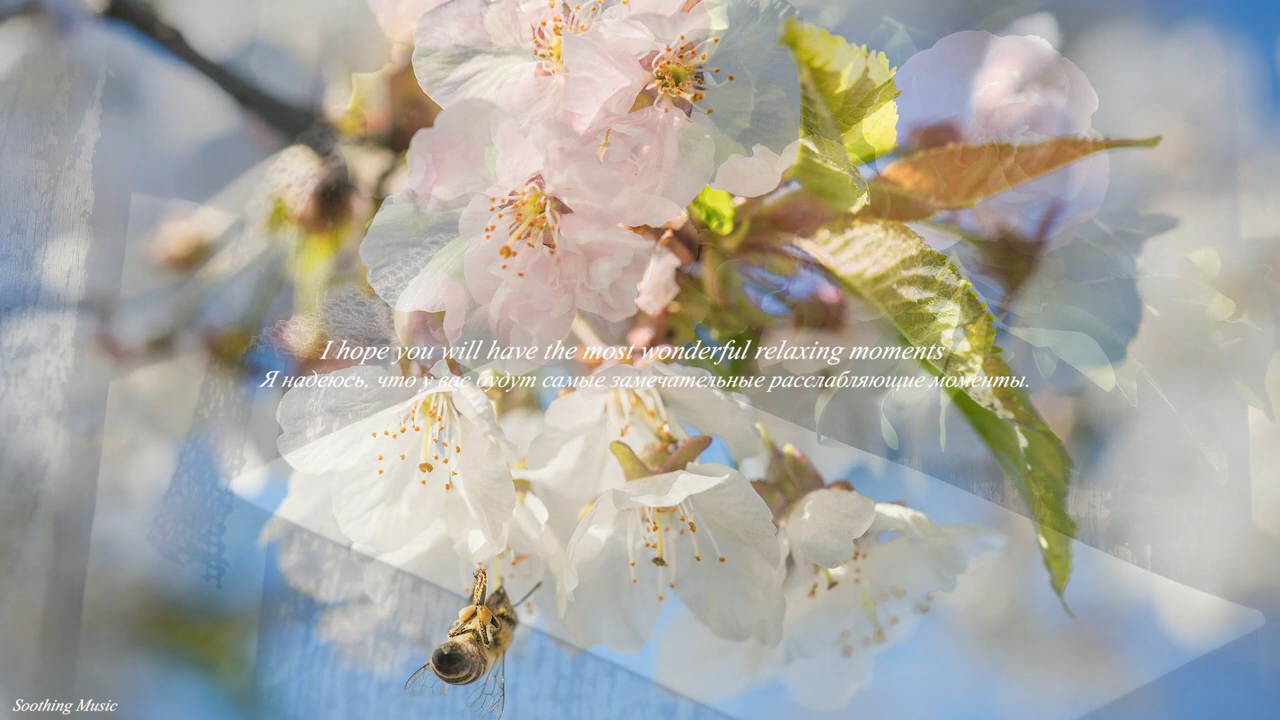 I hope you will have the most wonderful relaxing moments
Я надеюсь, что у вас будут самые замечательные расслабляющие моменты.
Soothing Music